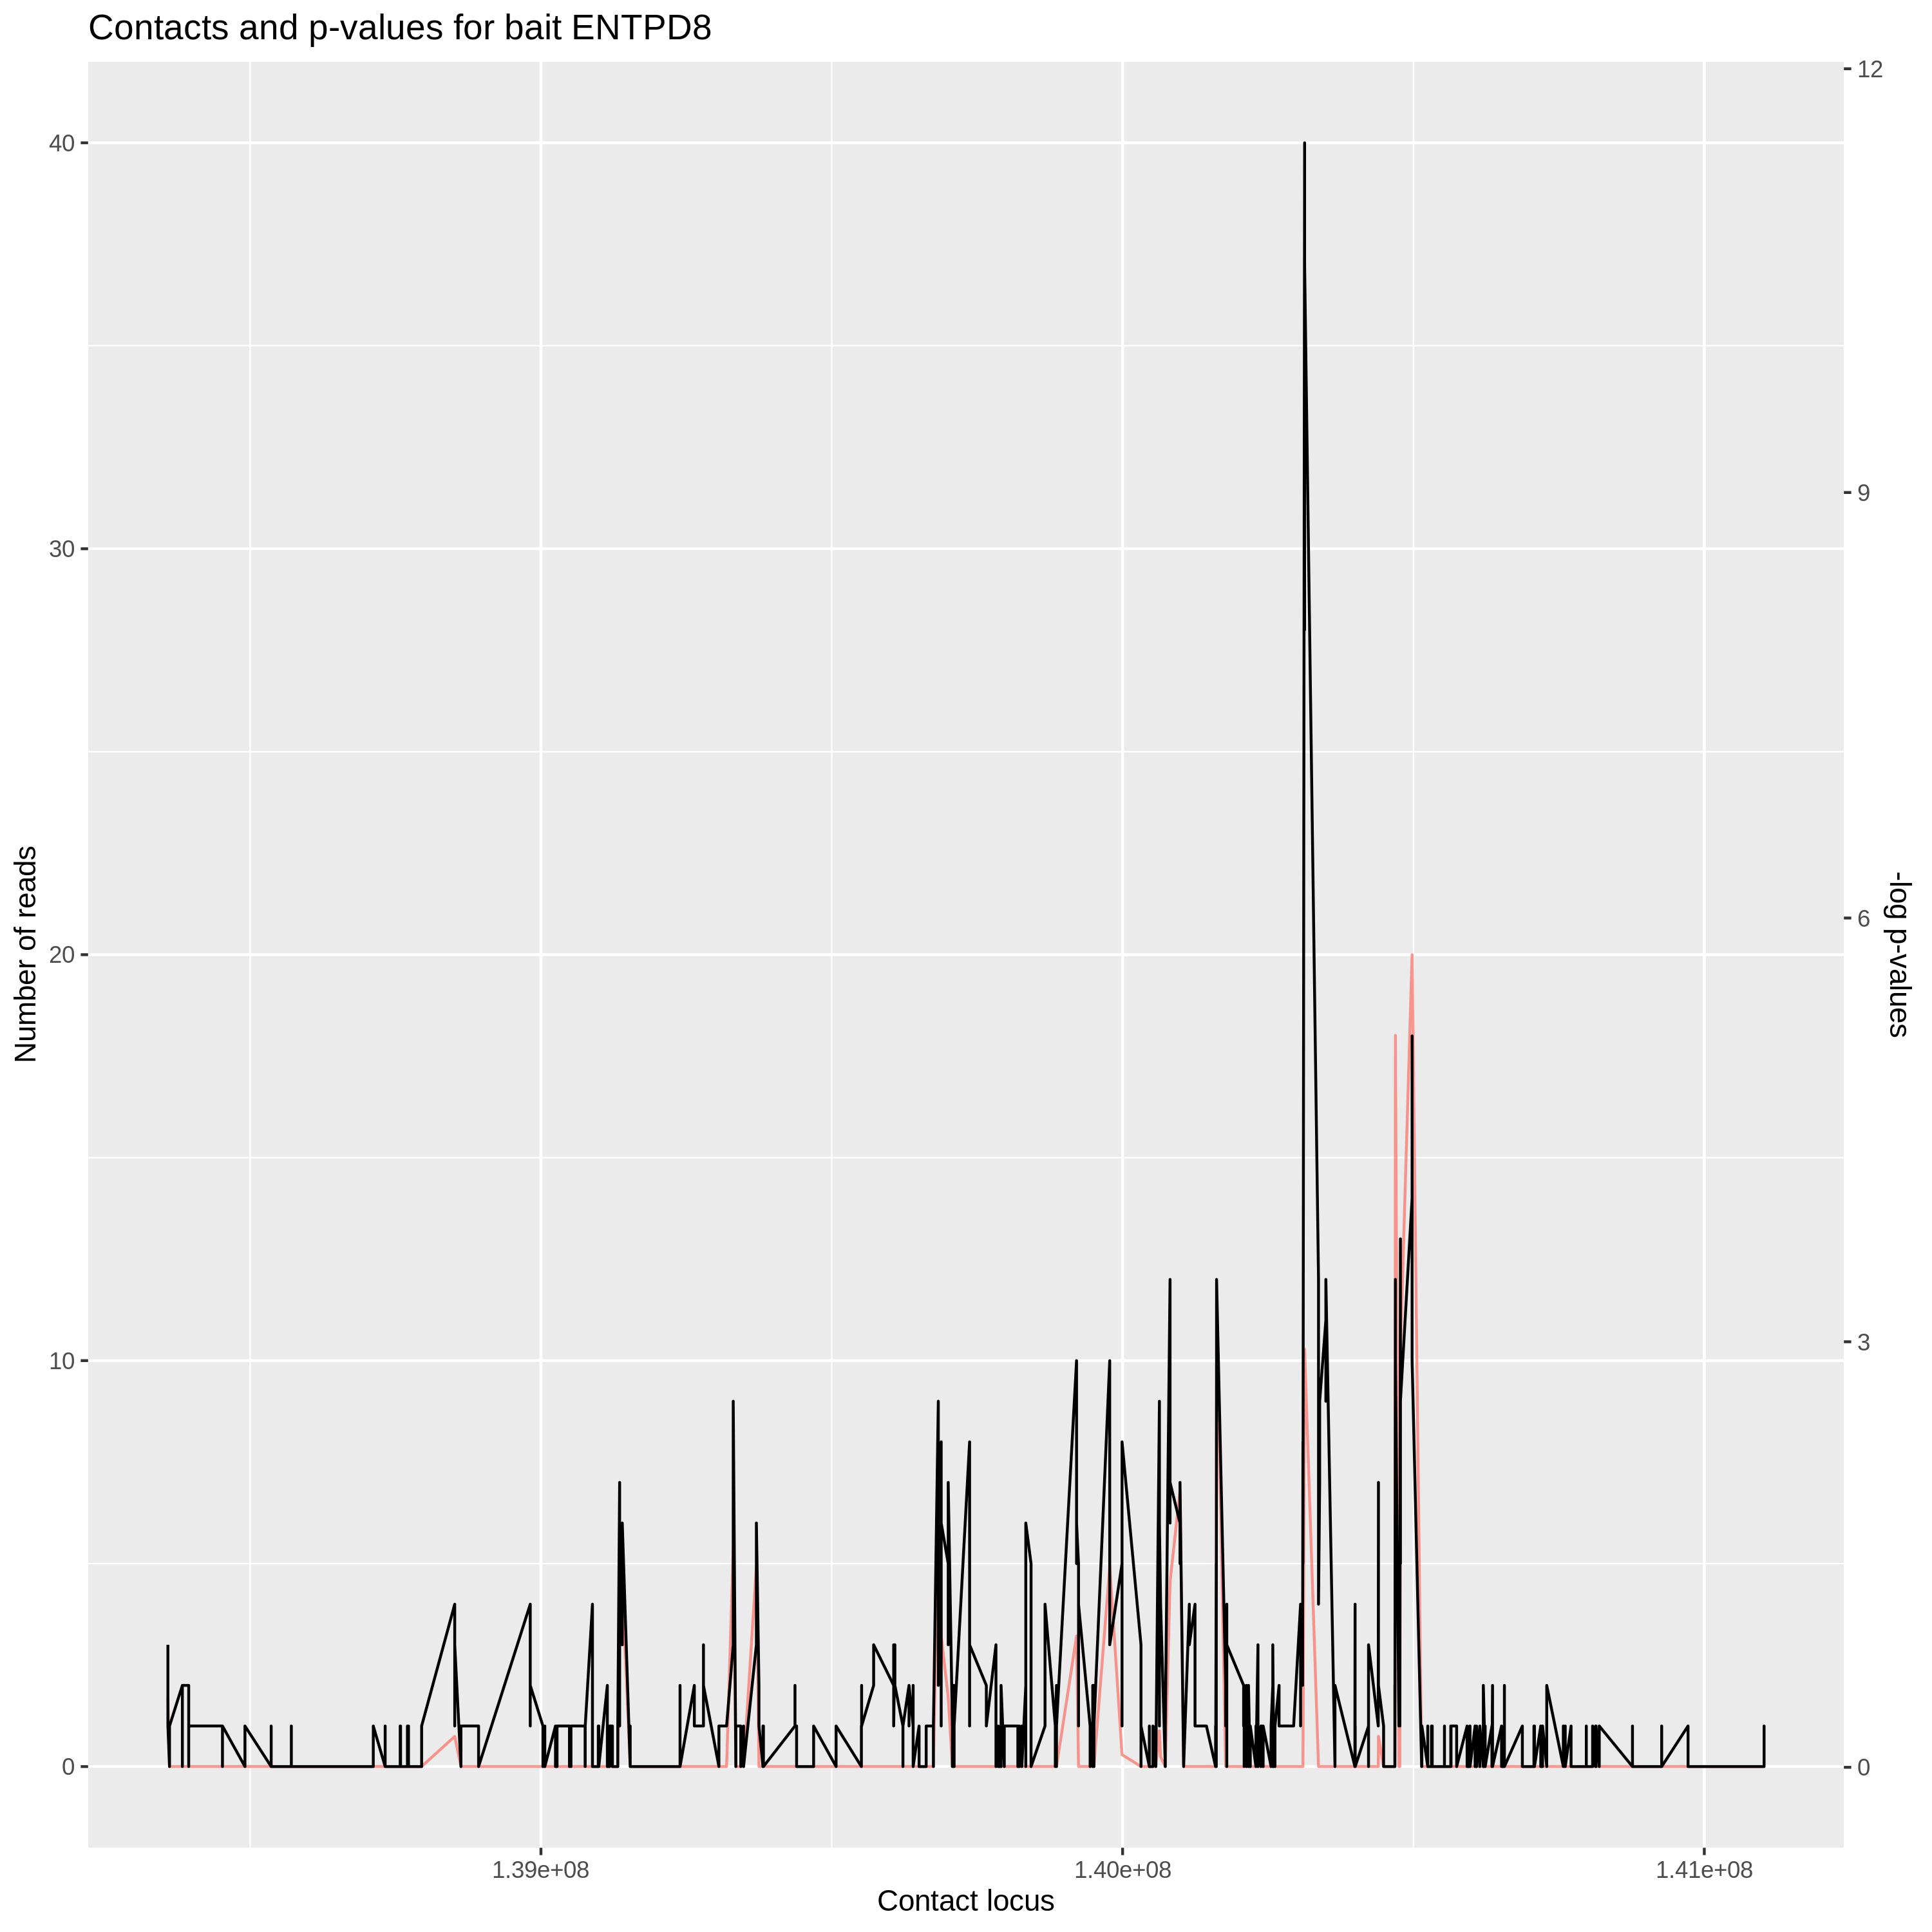 Contacts and p-values for bait ENTPD8
40
30
20
10
0
12
9
6
3
0
Number of reads
-log p-values
1.39e+08
1.40e+08
1.41e+08
Contact locus